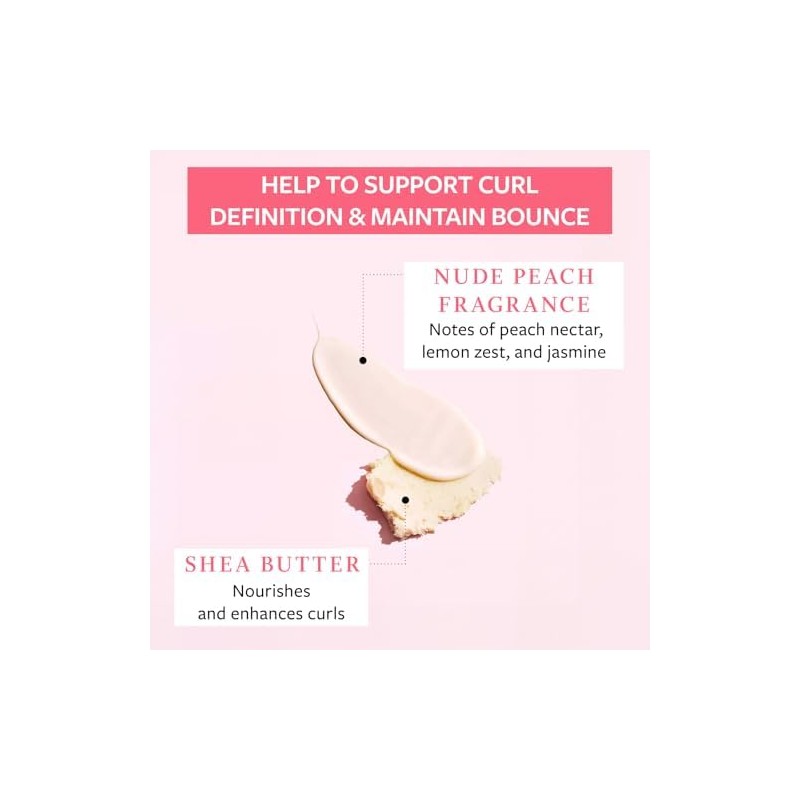 HELP TO SUPPORT CURL
DEFINITION & MAINTAIN BOUNCE
NUDE PEACH
FRAGRANCE
Notes of peach nectar,
lemon zest, and jasmine
SHEA BUTTER
Nourishes
and enhances curls